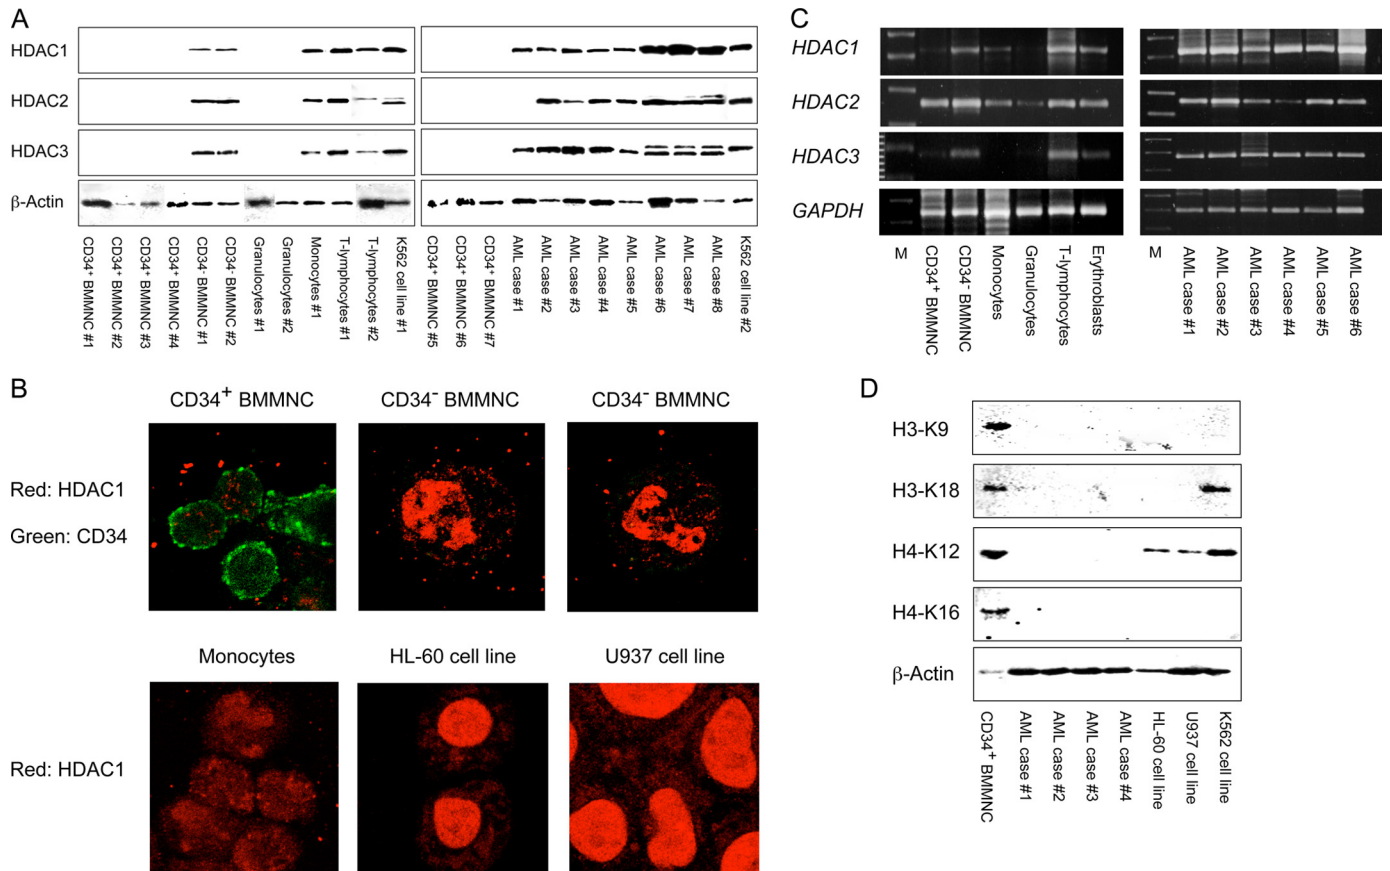 A
HDAC1
HDAC2
HDAC3
β-Actin
CD34+ BMMNC #1
CD34+ BMMNC #2
CD34+ BMMNC #3
CD34+ BMMNC #4
CD34- BMMNC #1
CD34- BMMNC #2
Granulocytes #1
Granulocytes #2
Monocytes #1
T-lymphocytes #1
T-lymphocytes #2
K562 cell line #1
CD34+ BMMNC #5
CD34+ BMMNC #6
CD34+ BMMNC #7
AML case #1
AML case #2
AML case #3
AML case #4
AML case #5
AML case #6
AML case #7
AML case #8
K562 cell line #2
B
CD34+ BMMNC
CD34- BMMNC
CD34- BMMNC
Red: HDAC1
Green: CD34
Monocytes
HL-60 cell line
U937 cell line
Red: HDAC1
C
HDAC1
HDAC2
HDAC3
GAPDH
M
CD34+ BMMNC
CD34- BMMNC
Monocytes
Granulocytes
T-lymphocytes
Erythroblasts
M
AML case #1
AML case #2
AML case #3
AML case #4
AML case #5
AML case #6
D
H3-K9
H3-K18
H4-K12
H4-K16
β-Actin
CD34+ BMMNC
AML case #1
AML case #2
AML case #3
AML case #4
HL-60 cell line
U937 cell line
K562 cell line